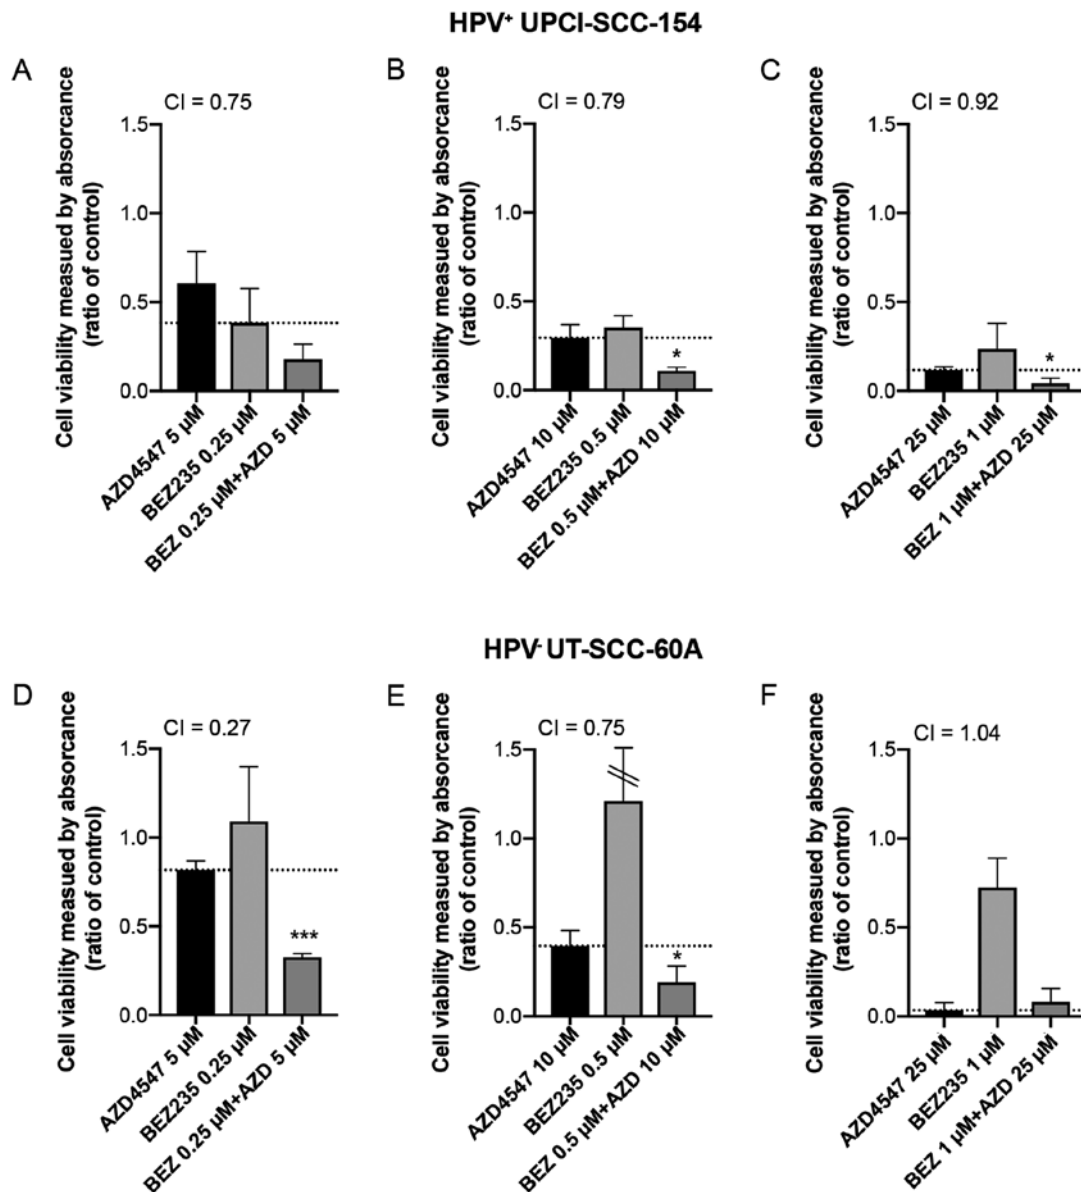 HPV+ UPCI-SCC-154
A
CI = 0.75
Cell viability measued by absorcance
(ratio of control)
1.5
1.0
0.5
0.0
AZD4547 5 µM
BEZ235 0.25 µM
BEZ 0.25 µM+AZD 5 µM
B
CI = 0.79
Cell viability measued by absorcance
(ratio of control)
1.5
1.0
0.5
0.0
*
AZD4547 10 µM
BEZ235 0.5 µM
BEZ 0.5 µM+AZD 10 µM
C
CI = 0.92
Cell viability measued by absorcance
(ratio of control)
1.5
1.0
0.5
0.0
*
AZD4547 25 µM
BEZ235 1 µM
BEZ 1 µM+AZD 25 µM
HPV- UT-SCC-60A
D
CI = 0.27
Cell viability measued by absorcance
(ratio of control)
1.5
1.0
0.5
0.0
***
AZD4547 5 µM
BEZ235 0.25 µM
BEZ 0.25 µM+AZD 5 µM
E
CI = 0.75
Cell viability measued by absorcance
(ratio of control)
1.5
1.0
0.5
0.0
*
AZD4547 10 µM
BEZ235 0.5 µM
BEZ 0.5 µM+AZD 10 µM
F
CI = 1.04
Cell viability measued by absorcance
(ratio of control)
1.5
1.0
0.5
0.0
AZD4547 25 µM
BEZ235 1 µM
BEZ 1 µM+AZD 25 µM